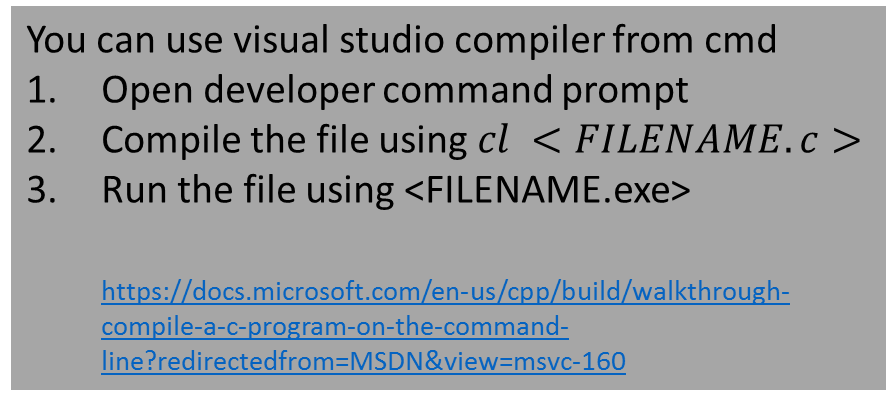 You can use visual studio compiler from cmd
1. Open developer command prompt
2. Compile the file using cl < FILENAME.c >
3. Run the file using <FILENAME.exe>
https://docs.microsoft.com/en-us/cpp/build/walkthrough-
compile-a-c-program-on-the-command-
line?redirectedfrom=MSDN&view=msvc-160